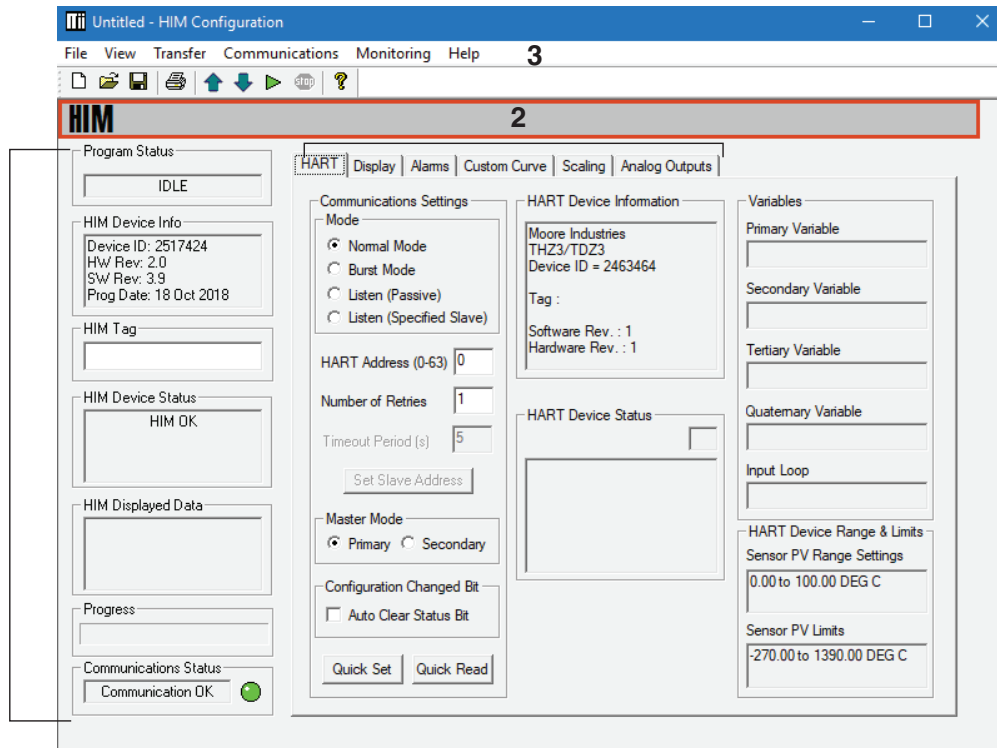 Untitled - HIM Configuration
File View Transfer Communications Monitoring Help
3
STOP
HIM
2
Program Status
IDLE
HIM Device Info
Device ID: 2517424
HW Rev: 2.0
SW Rev: 3.9
Prog Date: 18 Oct 2018
HIM Tag
HIM Device Status
HIM OK
HIM Displayed Data
Progress
Communications Status
Communication OK
HART Display Alarms Custom Curve Scaling Analog Outputs
Communications Settings
Mode
Normal Mode
Burst Mode
Listen (Passive)
Listen (Specified Slave)
HART Address (0-63) 0
Number of Retries 1
Timeout Period (s) 5
Set Slave Address
Master Mode
Primary Secondary
Configuration Changed Bit
Auto Clear Status Bit
Quick Set Quick Read
HART Device Information
Moore Industries
THZ3/TDZ3
Device ID = 2463464
Tag :
Software Rev. : 1
Hardware Rev. : 1
HART Device Status
Variables
Primary Variable
Secondary Variable
Tertiary Variable
Quaternary Variable
Input Loop
HART Device Range & Limits
Sensor PV Range Settings
0.00 to 100.00 DEG C
Sensor PV Limits
-270.00 to 1390.00 DEG C